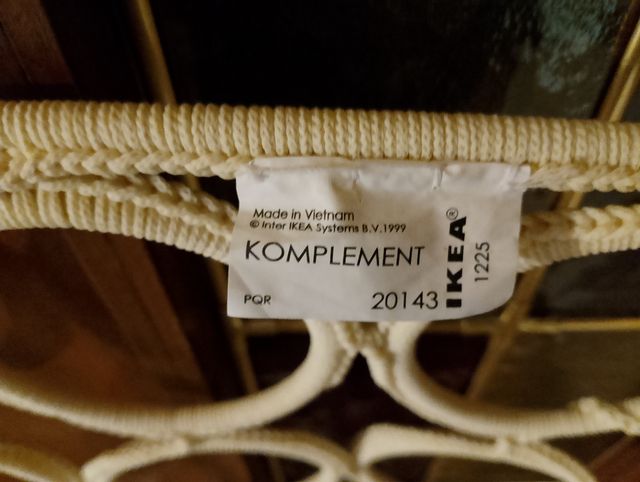 Made in Vietnam
© Inter IKEA Systems B.V. 1999
KOMPLEMENT
PQR
20143
IKEA®
1225